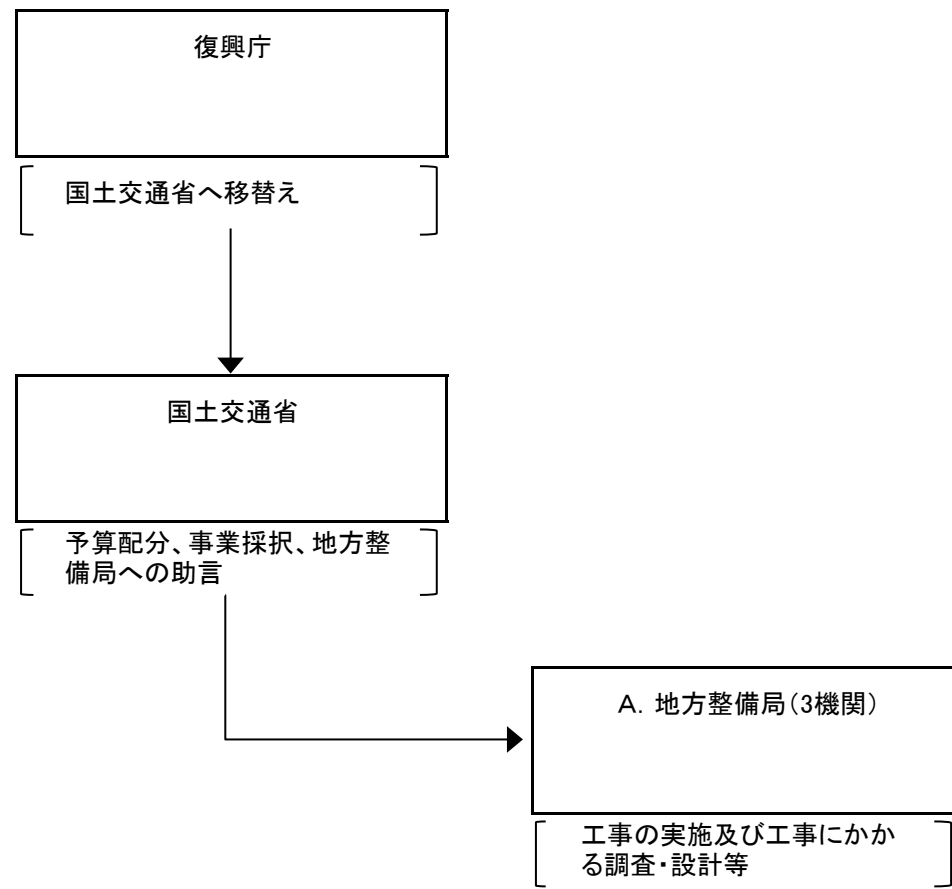 復興庁
国土交通省へ移替え
国土交通省
予算配分、事業採択、地方整
備局への助言
A．地方整備局（3機関）
工事の実施及び工事にかか
る調査・設計等